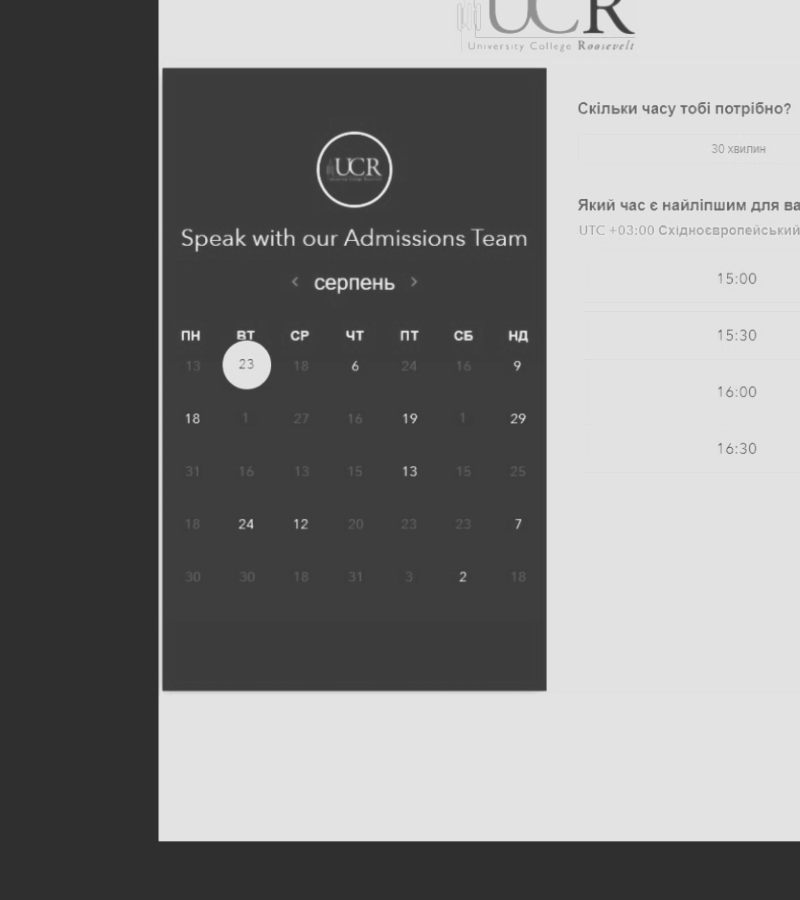 UCR
University College Roosevelt
UCR
Speak with our Admissions Team
‹ серпень ›
ПН ВТ СР ЧТ ПТ СБ НД
13 23 18 6 24 16 9
18 1 27 16 19 1 29
31 16 13 15 13 15 25
18 24 12 20 23 23 7
30 30 18 31 3 2 18
Скільки часу тобі потрібно?
30 хвилин
Який час є найліпшим для ва
UTC +03:00 Східноєвропейський
15:00
15:30
16:00
16:30